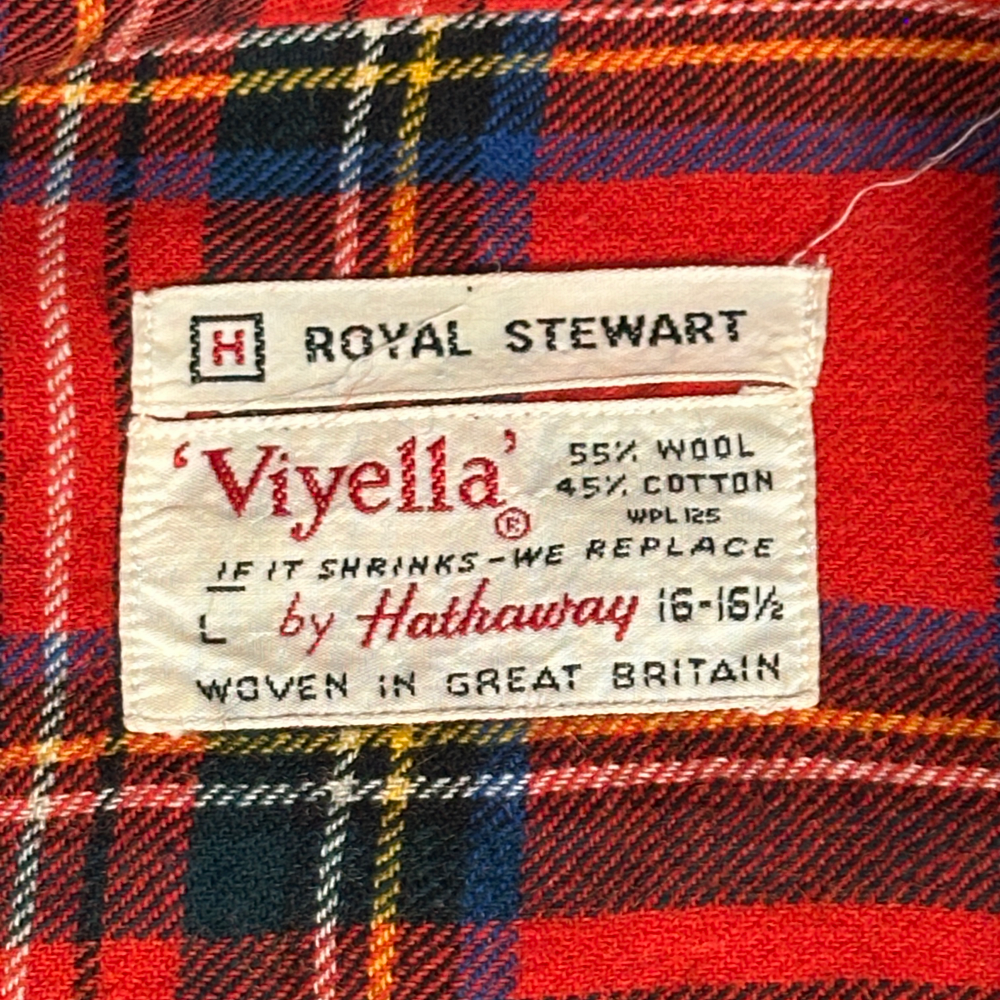 H ROYAL STEWART
'Viyella'®
55% WOOL
45% COTTON
WPL 125
IF IT SHRINKS-WE REPLACE
L by Hathaway 16-16½
WOVEN IN GREAT BRITAIN